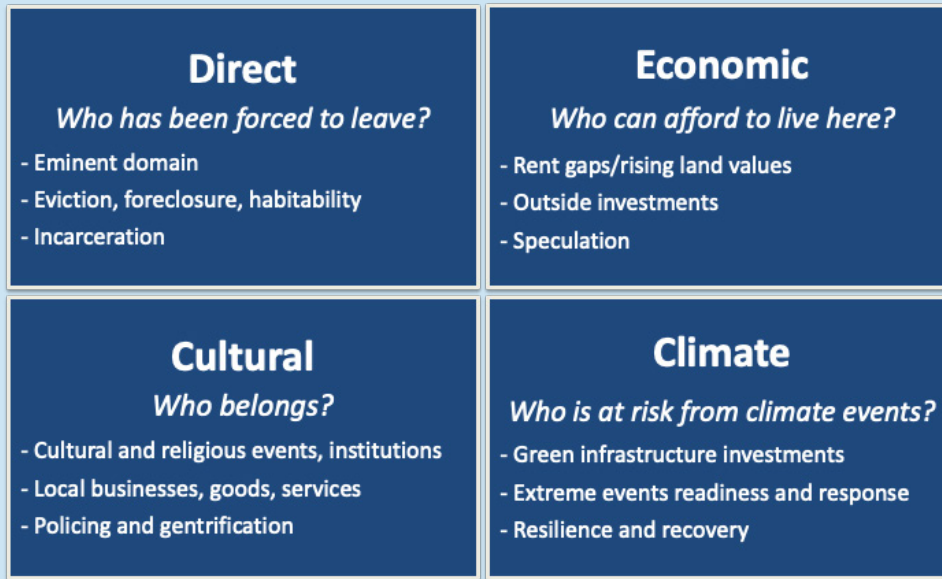 Direct
Who has been forced to leave?
- Eminent domain
- Eviction, foreclosure, habitability
- Incarceration
Economic
Who can afford to live here?
- Rent gaps/rising land values
- Outside investments
- Speculation
Cultural
Who belongs?
- Cultural and religious events, institutions
- Local businesses, goods, services
- Policing and gentrification
Climate
Who is at risk from climate events?
- Green infrastructure investments
- Extreme events readiness and response
- Resilience and recovery